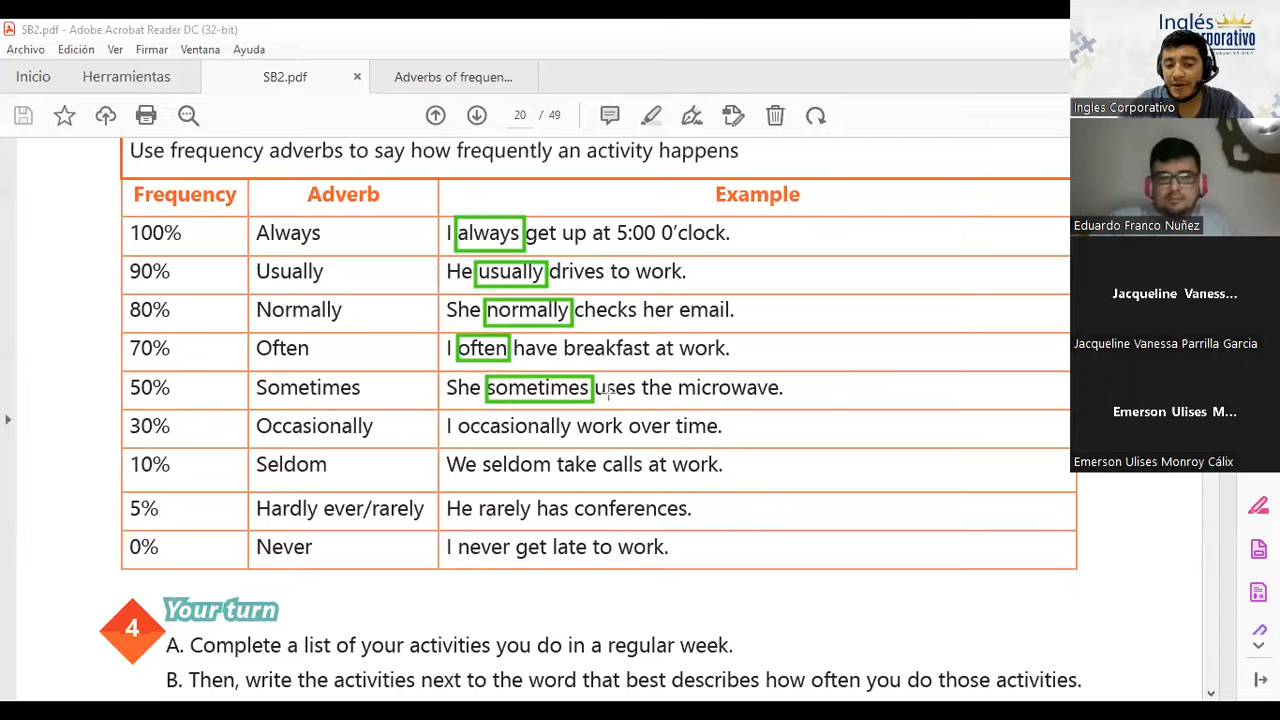 SB2.pdf - Adobe Acrobat Reader DC (32-bit)
Archivo Edición Ver Firmar Ventana Ayuda
Inicio Herramientas SB2.pdf × Adverbs of frequen...
20 / 49
Use frequency adverbs to say how frequently an activity happens
Frequency Adverb Example
100% Always I always get up at 5:00 0'clock.
90% Usually He usually drives to work.
80% Normally She normally checks her email.
70% Often I often have breakfast at work.
50% Sometimes She sometimes uses the microwave.
30% Occasionally I occasionally work over time.
10% Seldom We seldom take calls at work.
5% Hardly ever/rarely He rarely has conferences.
0% Never I never get late to work.
4 Your turn
A. Complete a list of your activities you do in a regular week.
B. Then, write the activities next to the word that best describes how often you do those activities.
Inglés
Corporativo
Ingles Corporativo
Eduardo Franco Nuñez
Jacqueline Vaness...
Jacqueline Vanessa Parrilla Garcia
Emerson Ulises M...
Emerson Ulises Monroy Cálix